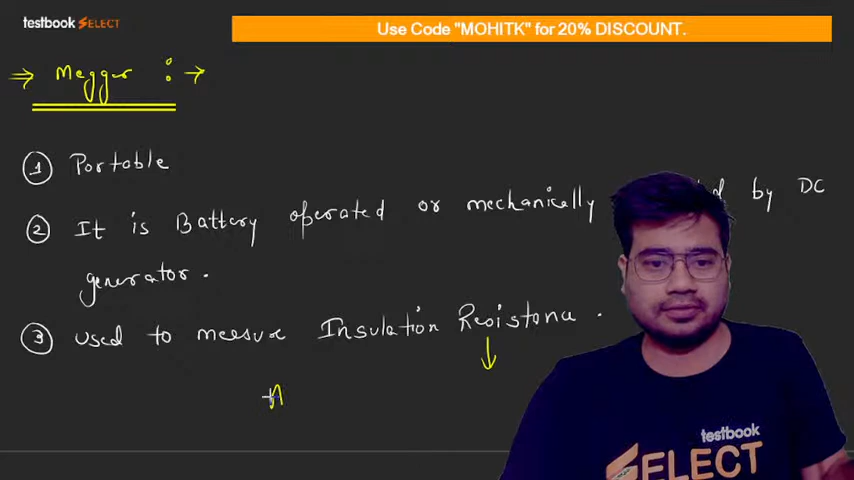 testbook SELECT
Use Code "MOHITK" for 20% DISCOUNT.
⇒ Megger : →
① Portable
② It is Battery operated or mechanically by DC
generator.
③ used to measure Insulation Resistance.
A
testbook
SELECT